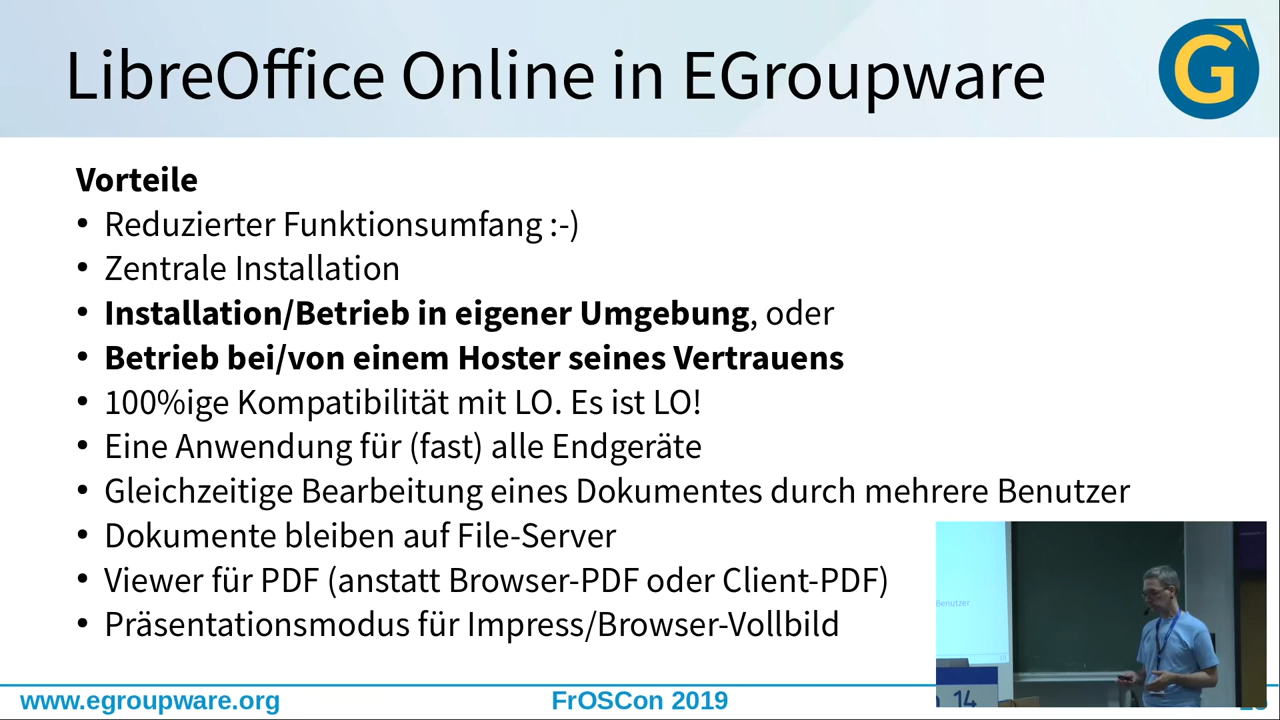 LibreOffice Online in EGroupware
G
Vorteile
• Reduzierter Funktionsumfang :-)
• Zentrale Installation
• Installation/Betrieb in eigener Umgebung, oder
• Betrieb bei/von einem Hoster seines Vertrauens
• 100%ige Kompatibilität mit LO. Es ist LO!
• Eine Anwendung für (fast) alle Endgeräte
• Gleichzeitige Bearbeitung eines Dokumentes durch mehrere Benutzer
• Dokumente bleiben auf File-Server
• Viewer für PDF (anstatt Browser-PDF oder Client-PDF)
• Präsentationsmodus für Impress/Browser-Vollbild
Benutzer
14
www.egroupware.org
FrOSCon 2019